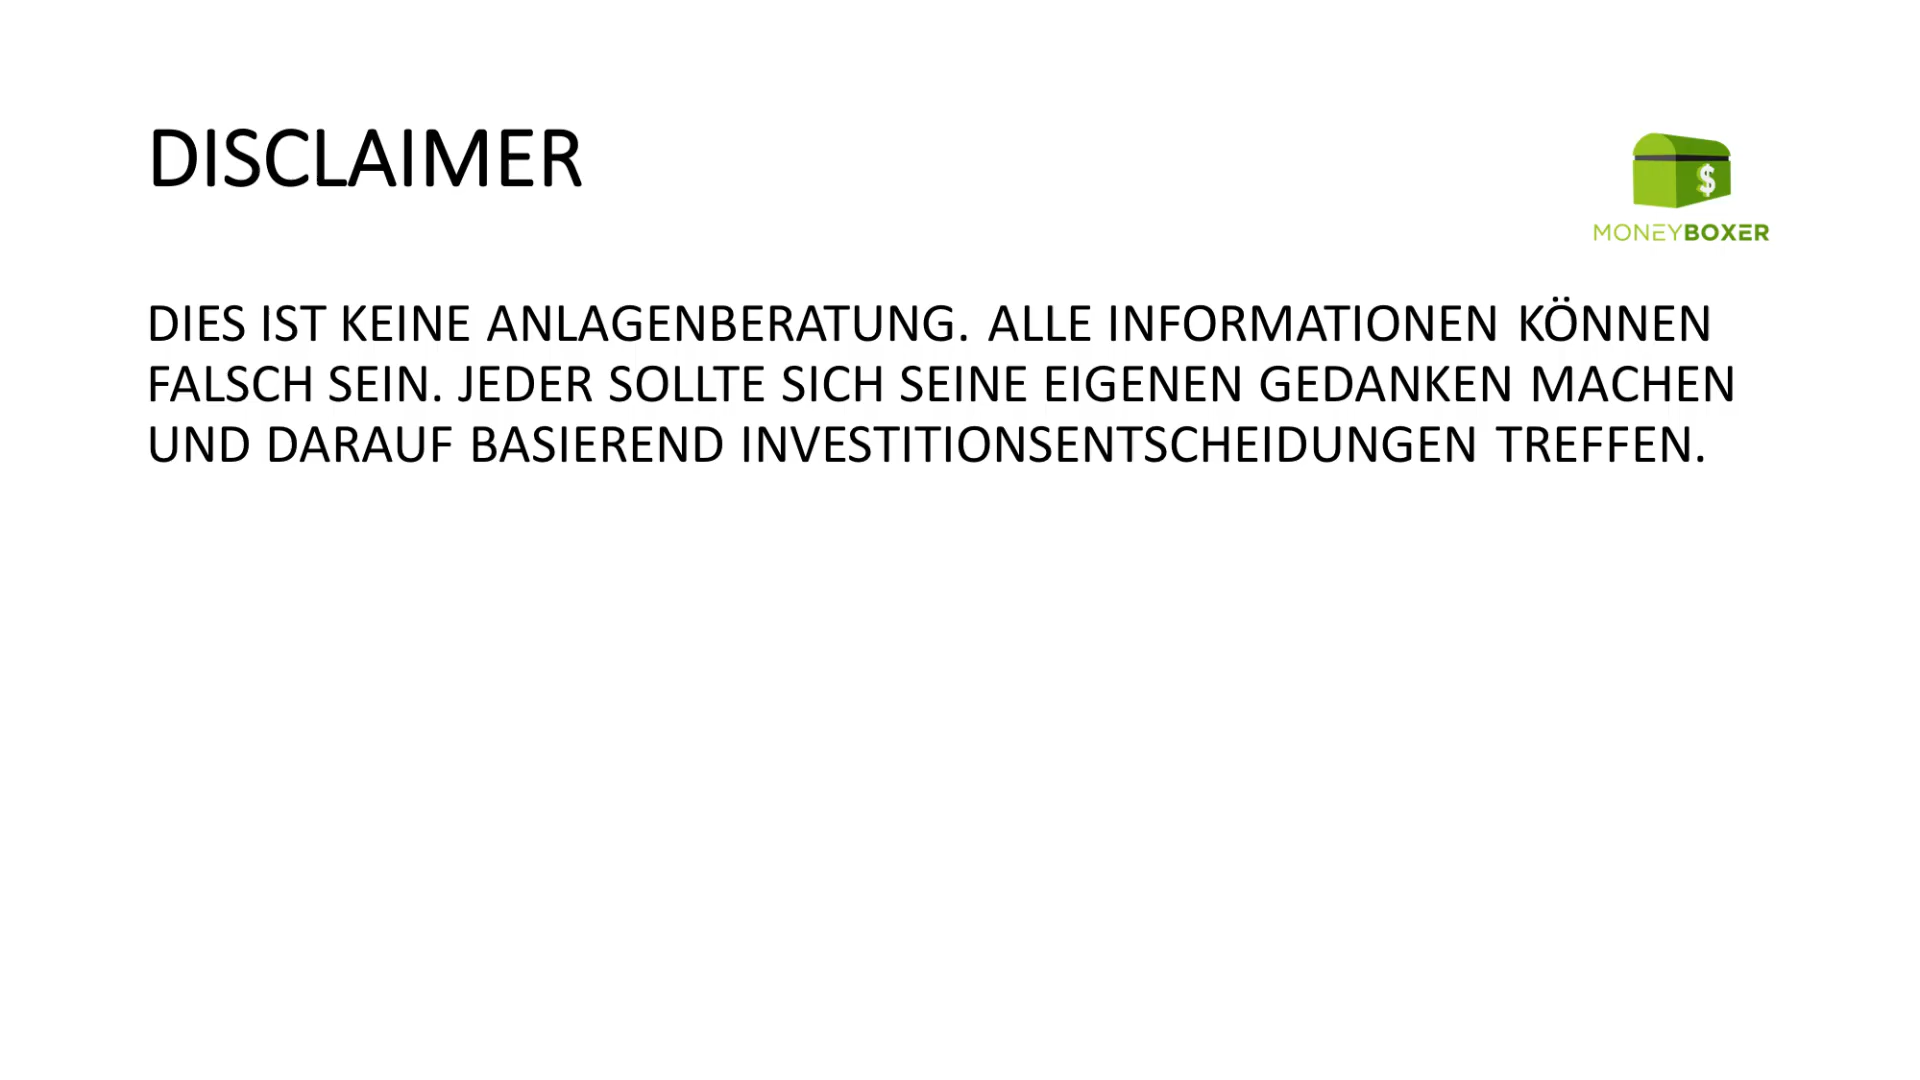 DISCLAIMER
$
MONEYBOXER
DIES IST KEINE ANLAGENBERATUNG. ALLE INFORMATIONEN KÖNNEN
FALSCH SEIN. JEDER SOLLTE SICH SEINE EIGENEN GEDANKEN MACHEN
UND DARAUF BASIEREND INVESTITIONSENTSCHEIDUNGEN TREFFEN.